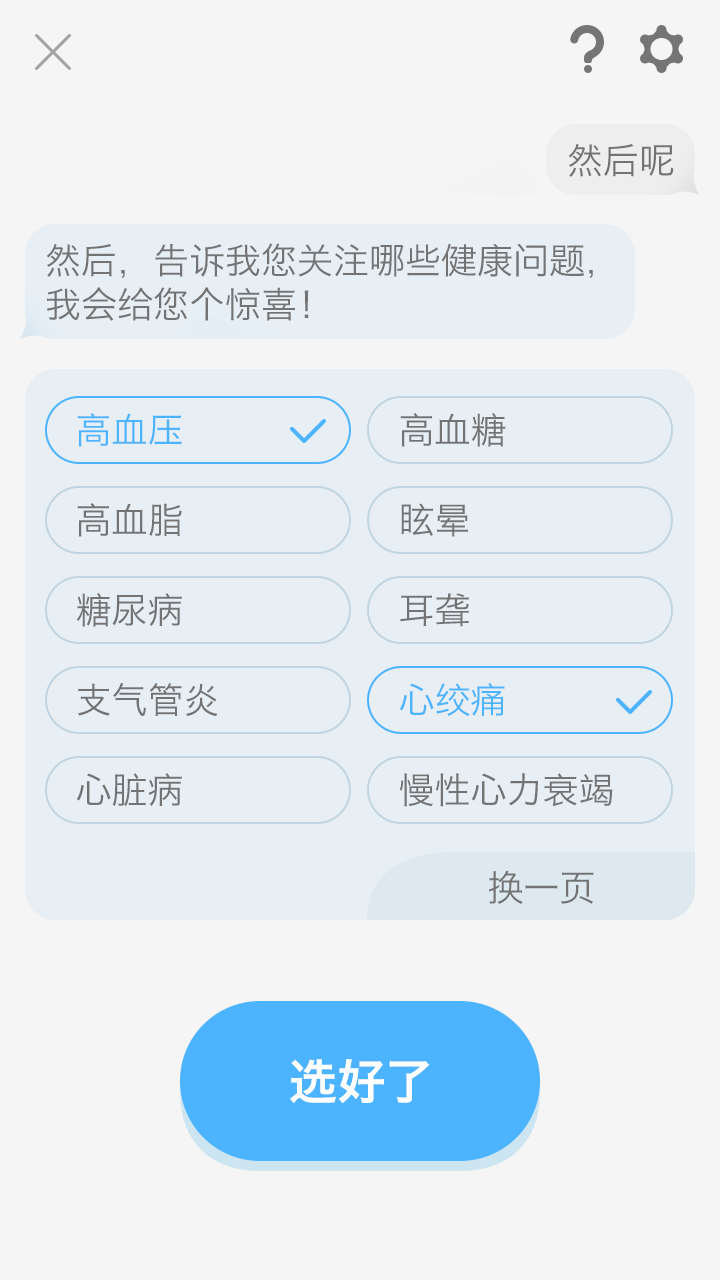 然后呢
然后，告诉我您关注哪些健康问题，
我会给您个惊喜！
高血压
高血糖
高血脂
眩晕
糖尿病
耳聋
支气管炎
心绞痛
心脏病
慢性心力衰竭
换一页
选好了